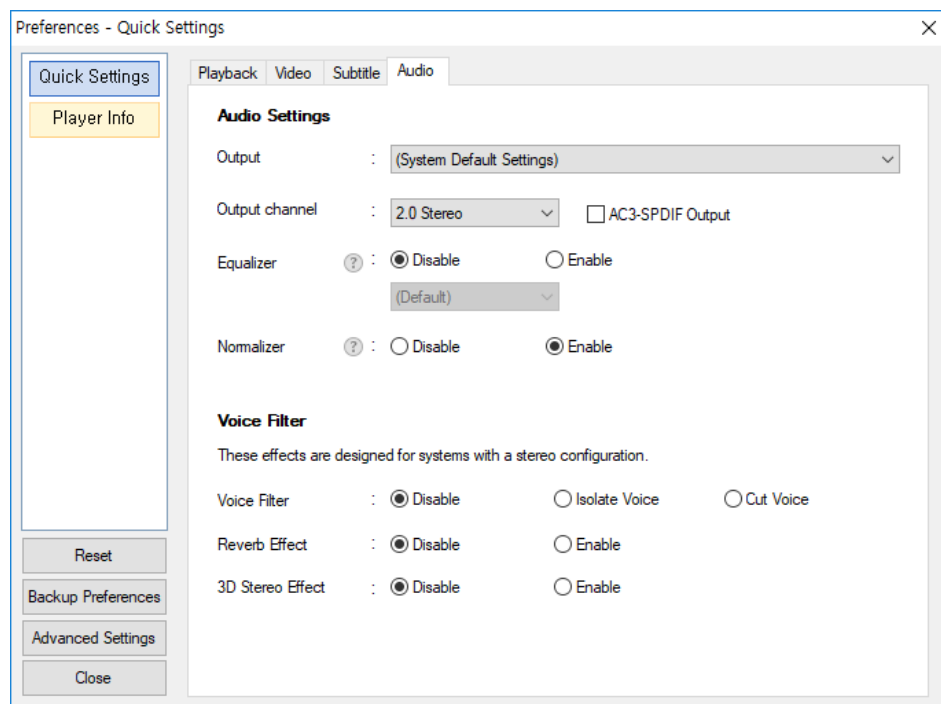 Preferences - Quick Settings
Quick Settings
Player Info
Reset
Backup Preferences
Advanced Settings
Close
Playback Video Subtitle Audio
Audio Settings
Output : (System Default Settings)
Output channel : 2.0 Stereo AC3-SPDIF Output
Equalizer ? : Disable Enable
(Default)
Normalizer ? : Disable Enable
Voice Filter
These effects are designed for systems with a stereo configuration.
Voice Filter : Disable Isolate Voice Cut Voice
Reverb Effect : Disable Enable
3D Stereo Effect : Disable Enable